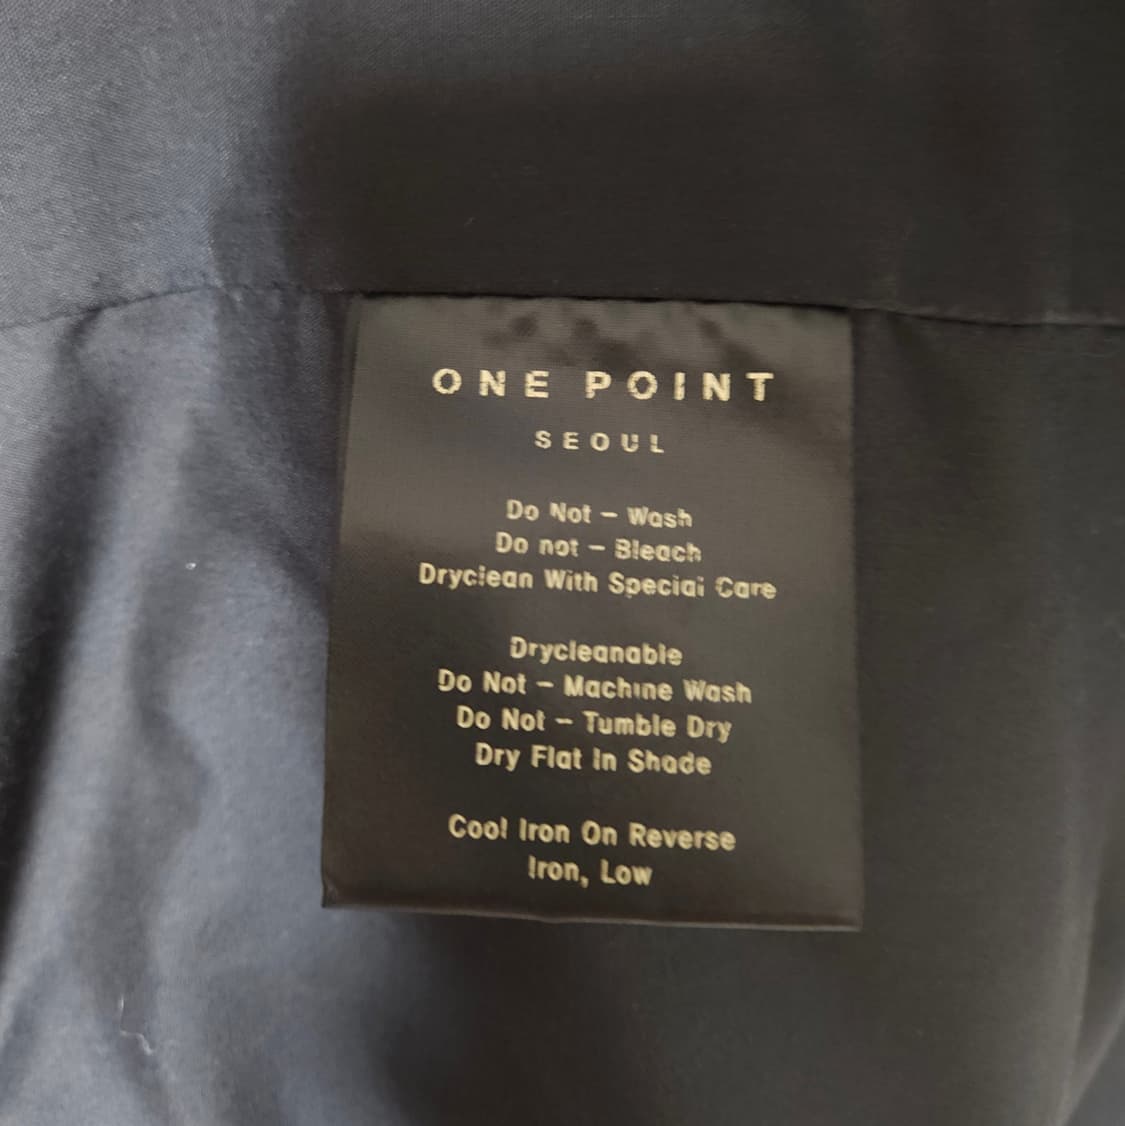 ONE POINT
SEOUL
Do Not - Wash
Do not - Bleach
Dryclean With Special Care
Drycleanable
Do Not - Machine Wash
Do Not - Tumble Dry
Dry Flat In Shade
Cool Iron On Reverse
Iron, Low